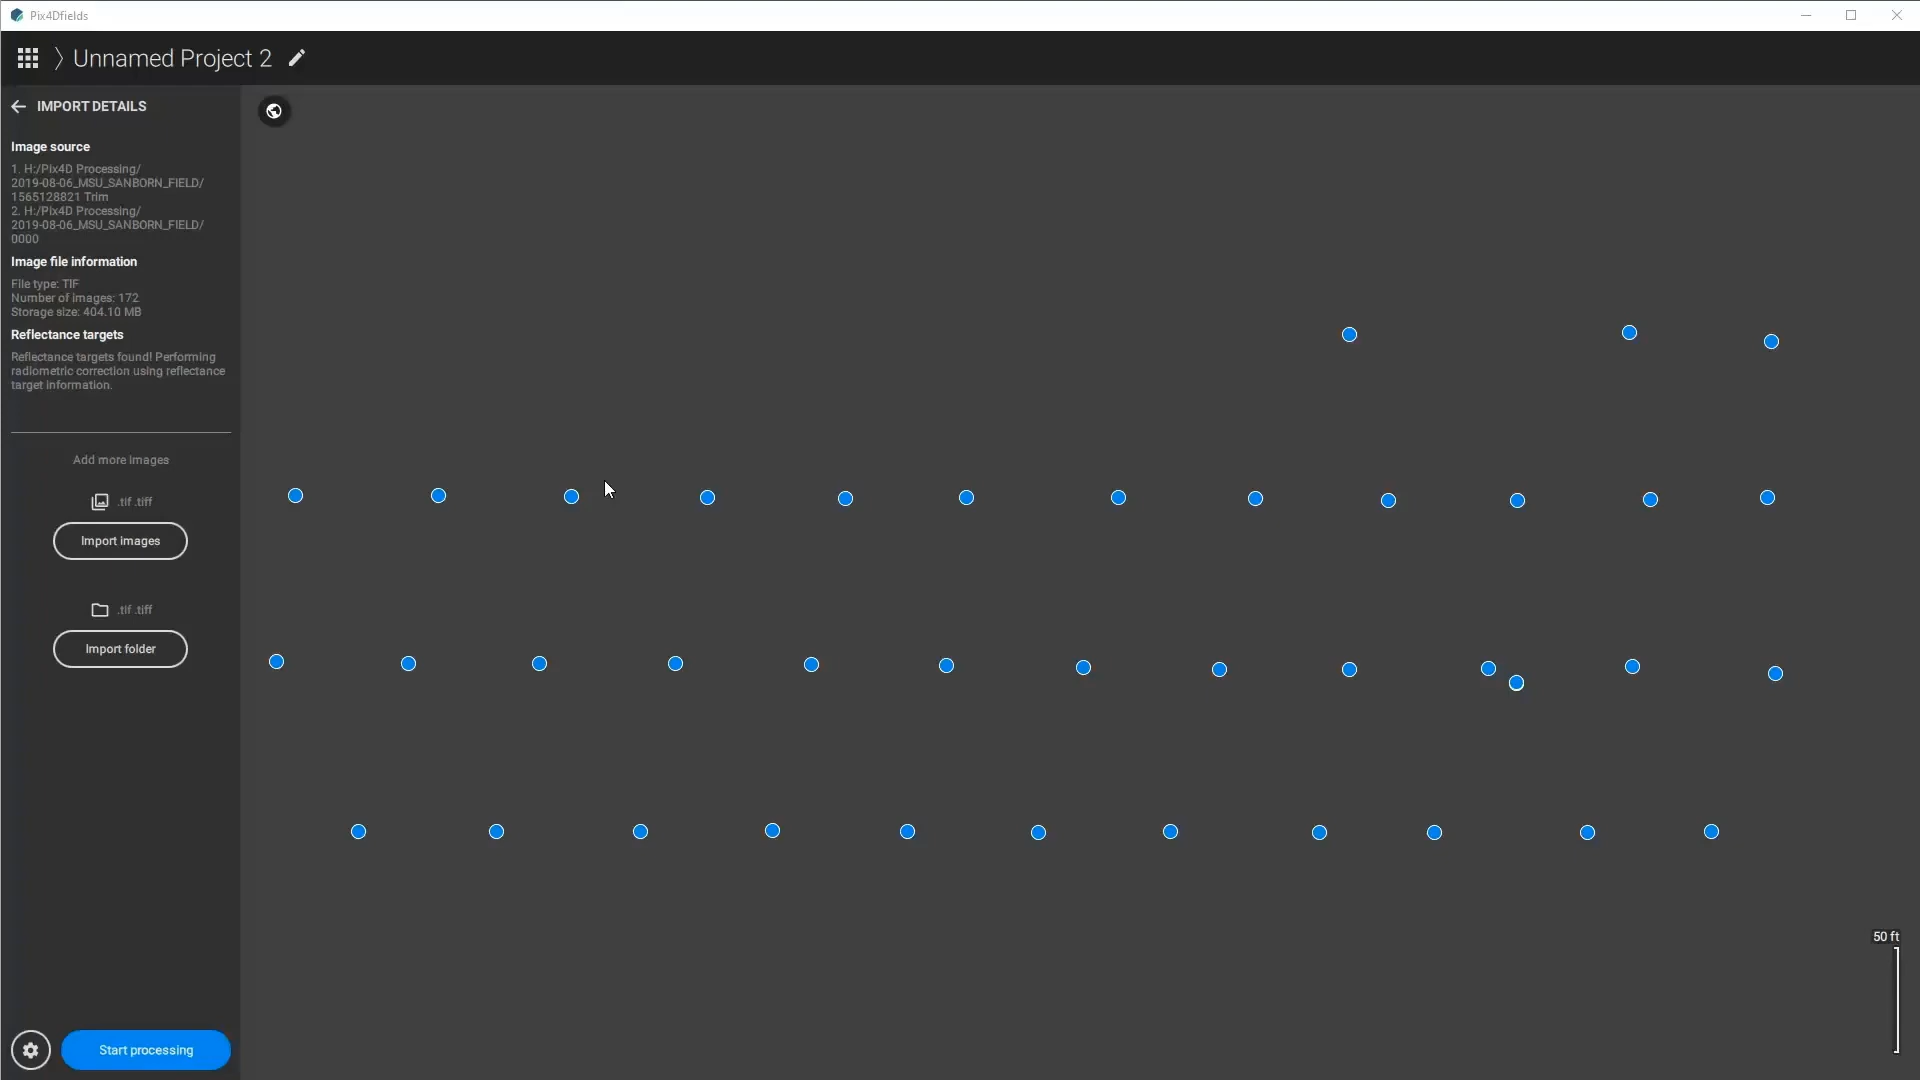 Pix4Dfields
Unnamed Project 2
IMPORT DETAILS
Image source
1. H:/Pix4D Processing/
2019-08-06_MSU_SANBORN_FIELD/
1565128821 Trim
2. H:/Pix4D Processing/
2019-08-06_MSU_SANBORN_FIELD/
0000
Image file information
File type: TIF
Number of images: 172
Storage size: 404.10 MB
Reflectance targets
Reflectance targets found! Performing
radiometric correction using reflectance
target information.
Add more images
.tif .tiff
Import images
.tif .tiff
Import folder
50 ft
Start processing